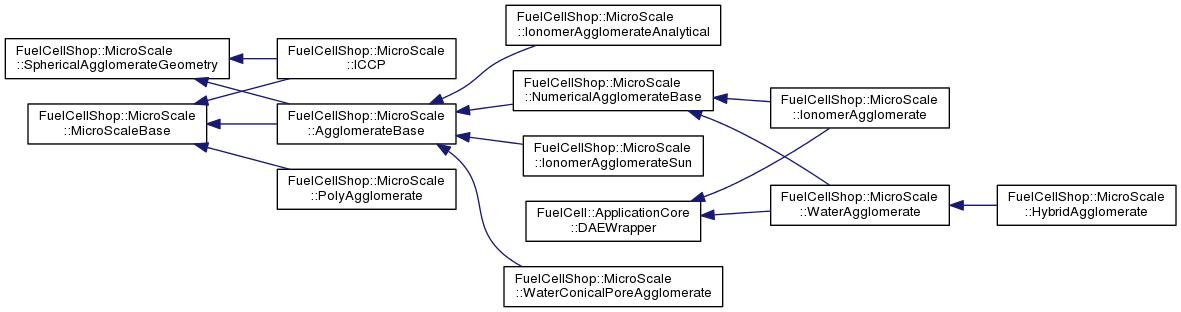 FuelCellShop::MicroScale
::SphericalAgglomerateGeometry
FuelCellShop::MicroScale
::MicroScaleBase
FuelCellShop::MicroScale
::ICCP
FuelCellShop::MicroScale
::AgglomerateBase
FuelCellShop::MicroScale
::PolyAgglomerate
FuelCellShop::MicroScale
::IonomerAgglomerateAnalytical
FuelCellShop::MicroScale
::NumericalAgglomerateBase
FuelCellShop::MicroScale
::IonomerAgglomerateSun
FuelCell::ApplicationCore
::DAEWrapper
FuelCellShop::MicroScale
::WaterConicalPoreAgglomerate
FuelCellShop::MicroScale
::IonomerAgglomerate
FuelCellShop::MicroScale
::WaterAgglomerate
FuelCellShop::MicroScale
::HybridAgglomerate